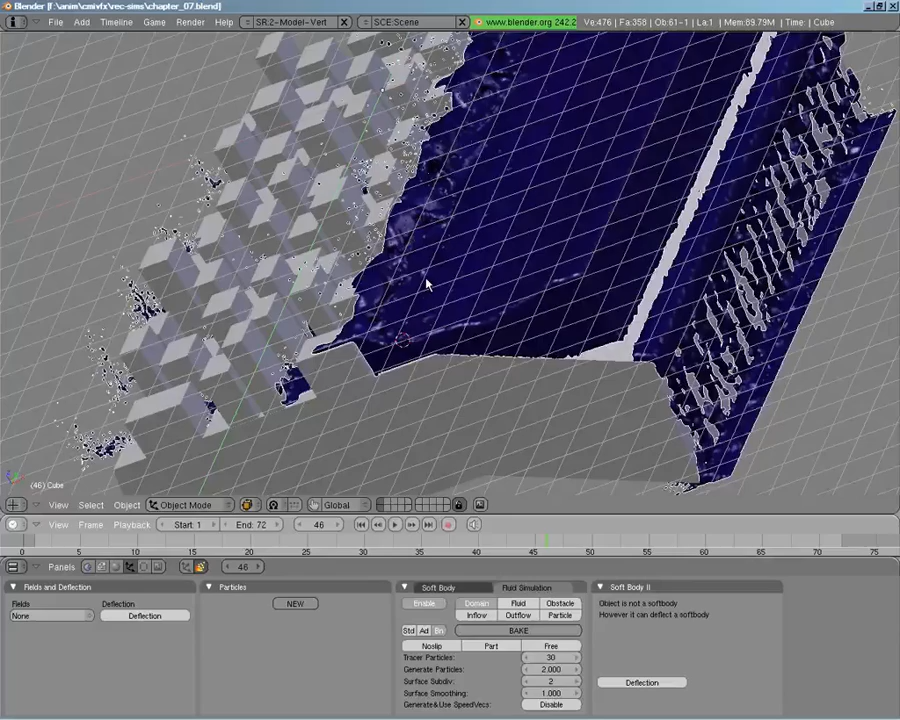 Blender [f:\anim\cmivfx\rec-sims\chapter_07.blend]
File Add Timeline Game Render Help SR:2-Model-Vert SCE:Scene www.blender.org 242.2 Ve:476 | Fa:358 | Ob:61-1 | La:1 | Mem:89.79M | Time: | Cube
(46) Cube
View Select Object Object Mode Global
View Frame Playback Start: 1 End: 72 46
0 5 10 15 20 25 30 35 40 45 50 55 60 65 70 75
Panels 46
Fields and Deflection Particles Soft Body Fluid Simulation Soft Body II
Fields Deflection NEW Enable Domain Fluid Obstacle Object is not a softbody
None Deflection Inflow Outflow Particle However it can deflect a softbody
Std Ad Bn BAKE
Noslip Part Free
Tracer Particles: 30
Generate Particles: 2.000
Surface Subdiv: 2 Deflection
Surface Smoothing: 1.000
Generate&Use SpeedVecs: Disable